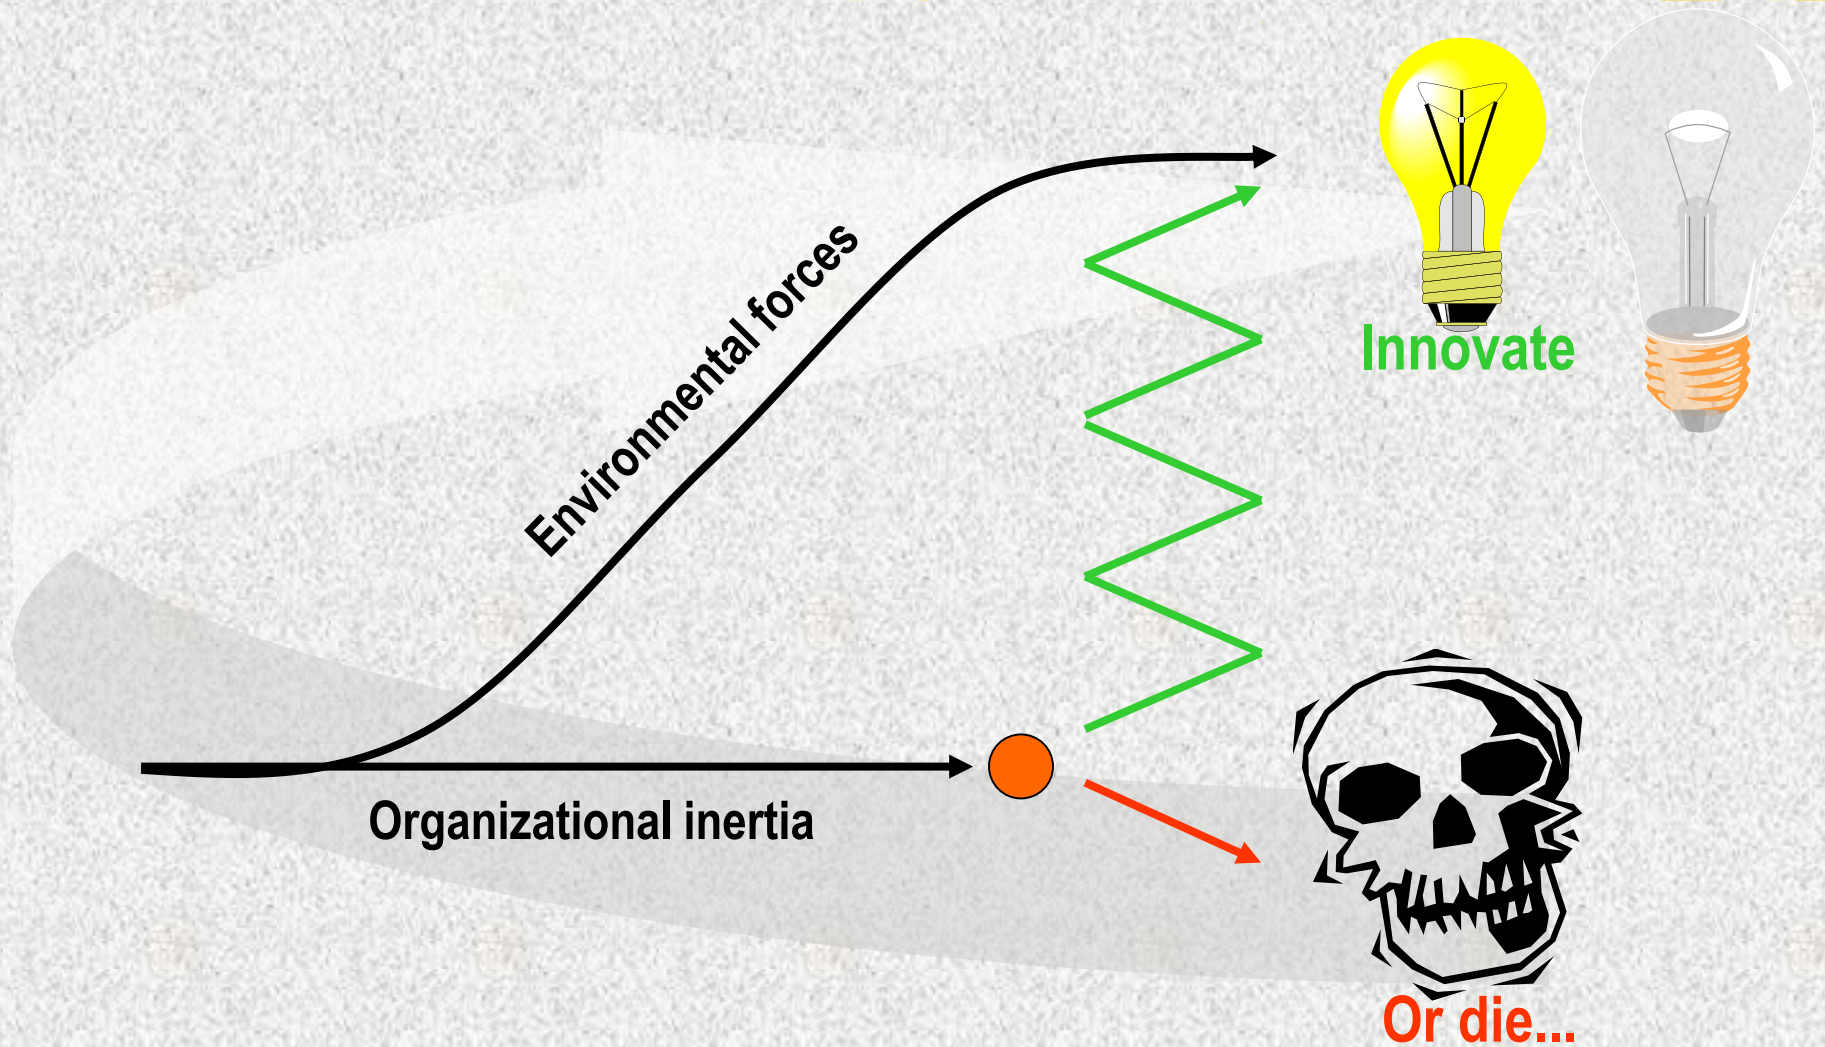 Environmental forces
Innovate
Organizational inertia
Or die...